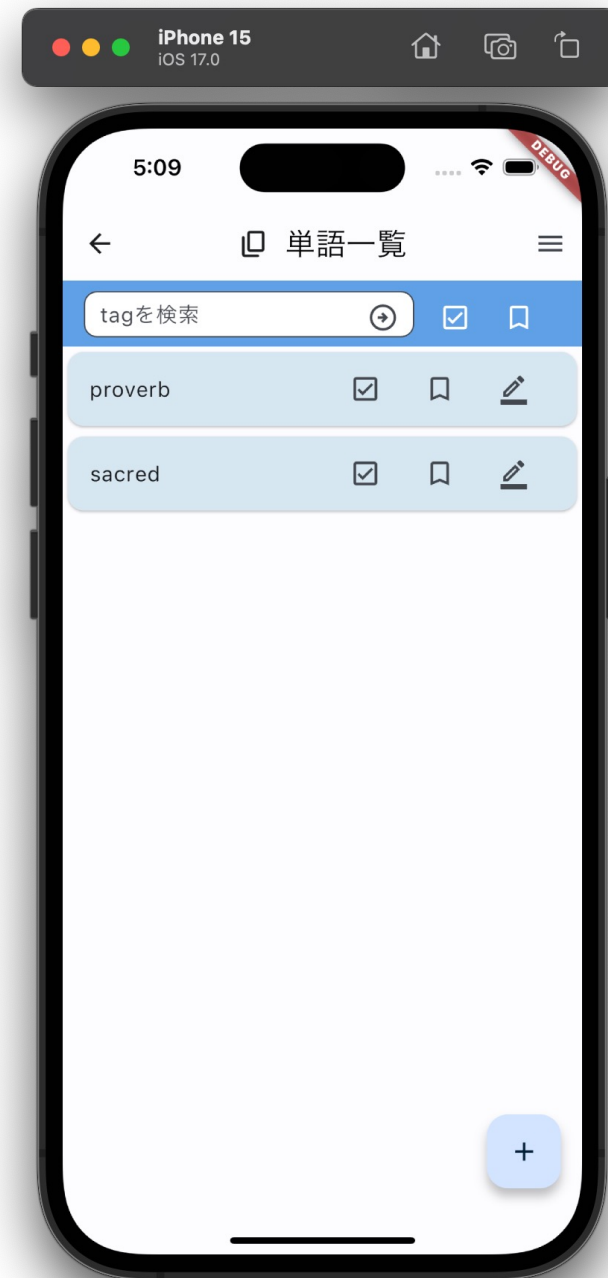 iPhone 15
iOS 17.0
5:09
DEBUG
単語一覧
tagを検索
proverb
sacred